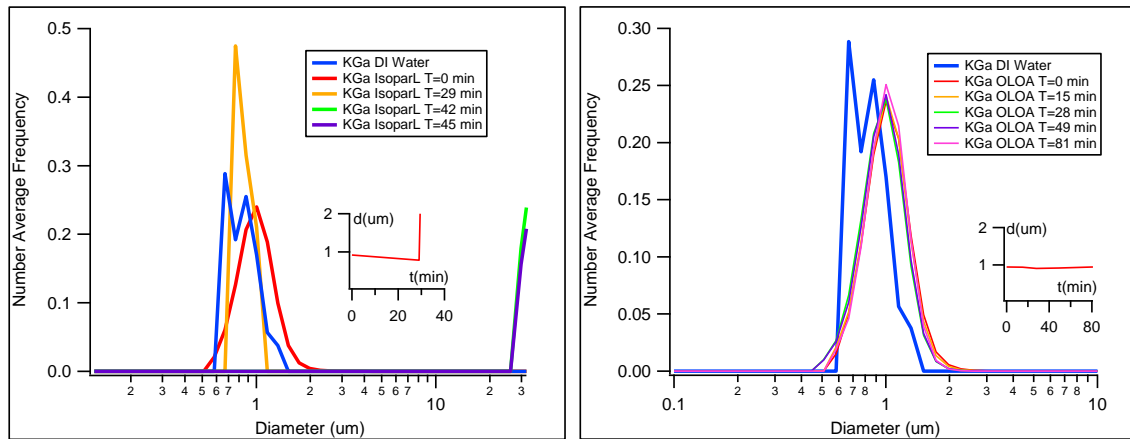 0.5
0.4
0.3
0.2
0.1
0.0
Number Average Frequency
KGa DI Water
KGa IsoparL T=0 min
KGa IsoparL T=29 min
KGa IsoparL T=42 min
KGa IsoparL T=45 min
2
1
d(um)
t(min)
0 20 40
2 3 4 5 6 7 8 1 2 3 4 5 6 7 8 10 2 3
Diameter (um)
0.30
0.25
0.20
0.15
0.10
0.05
0.00
Number Average Frequency
KGa DI Water
KGa OLOA T=0 min
KGa OLOA T=15 min
KGa OLOA T=28 min
KGa OLOA T=49 min
KGa OLOA T=81 min
2
1
d(um)
t(min)
0 40 80
0.1 2 3 4 5 6 7 8 1 2 3 4 5 6 7 8 10
Diameter (um)